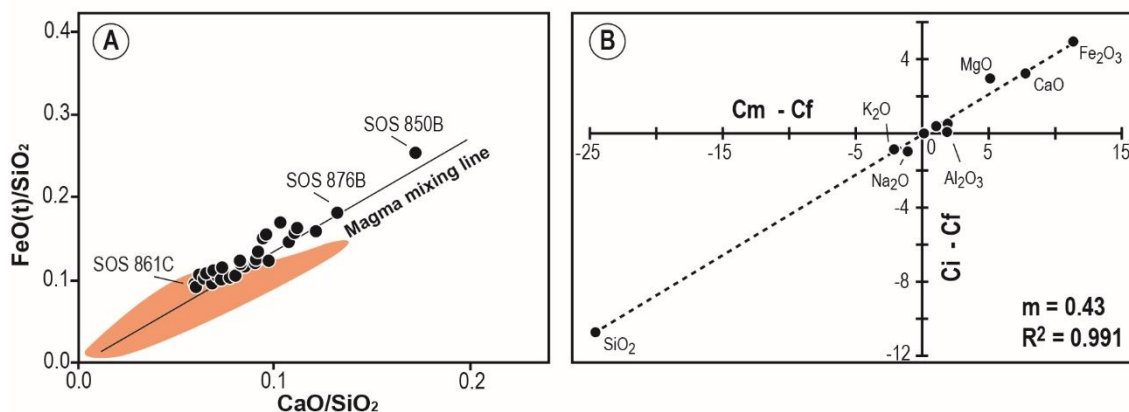 A
FeO(t)/SiO₂
0.4
0.3
0.2
0.1
0.0
SOS 850B
SOS 876B
SOS 861C
Magma mixing line
0.0
0.1
0.2
CaO/SiO₂
B
Cm - Cf
Ci - Cf
4
-4
-8
-12
-25
-5
0
5
15
MgO
Fe₂O₃
CaO
K₂O
Na₂O
Al₂O₃
SiO₂
m = 0.43
R² = 0.991